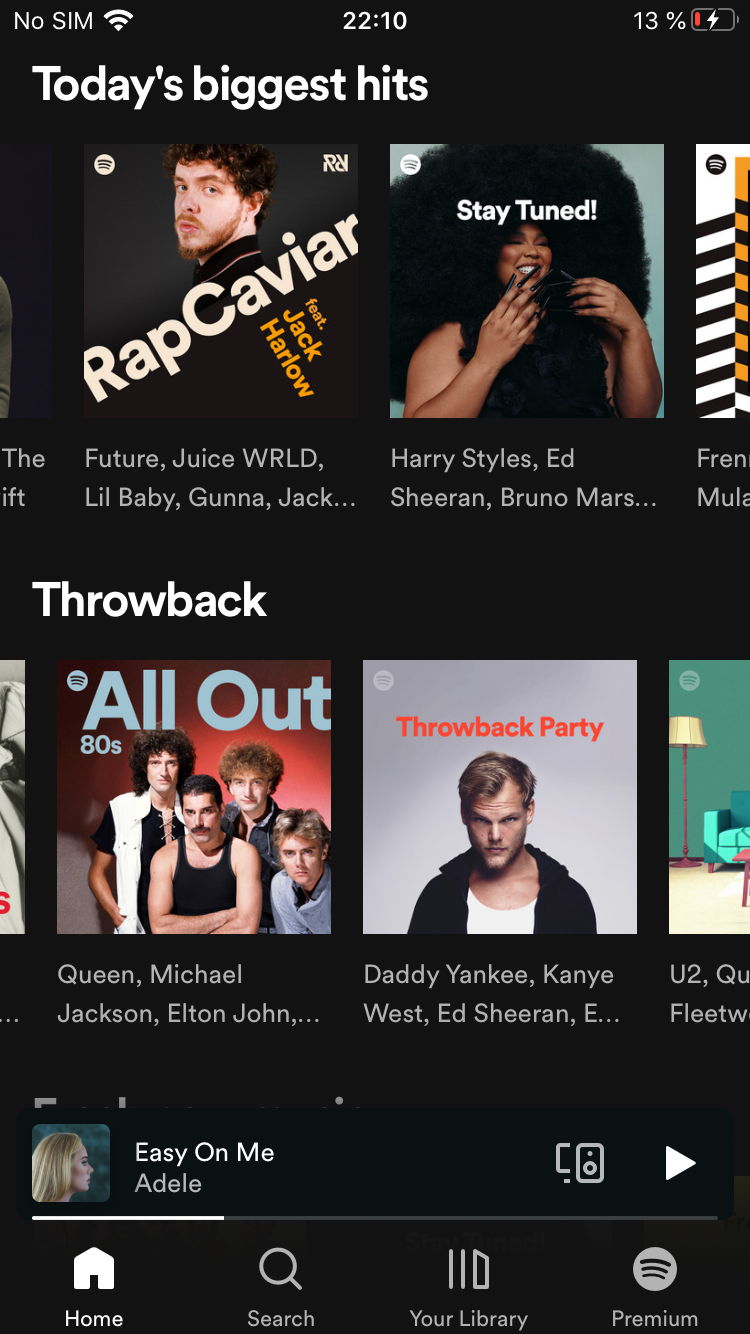 No SIM 22:10 13 %
Today's biggest hits
RapCaviar
feat.
Jack
Harlow
Stay Tuned!
The
ift
Future, Juice WRLD,
Lil Baby, Gunna, Jack...
Harry Styles, Ed
Sheeran, Bruno Mars...
Fren
Mula
Throwback
All Out
80s
Throwback Party
s
...
Queen, Michael
Jackson, Elton John,...
Daddy Yankee, Kanye
West, Ed Sheeran, E...
U2, Qu
Fleetw
Easy On Me
Adele
Stay Tuned!
Home Search Your Library Premium